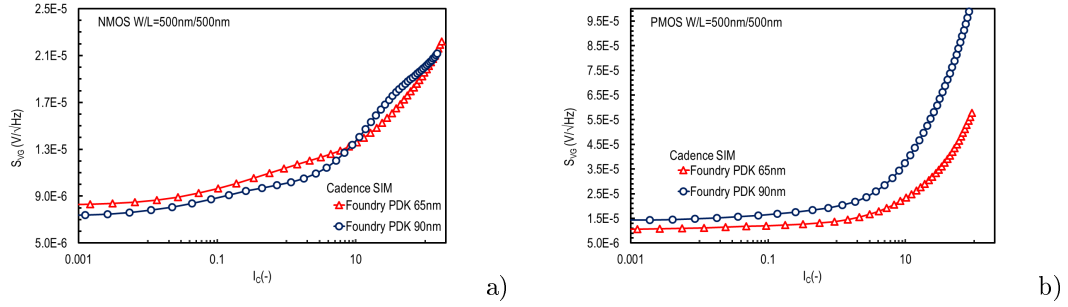 NMOS W/L=500nm/500nm
2.5E-5
2.1E-5
1.7E-5
1.3E-5
9.0E-6
5.0E-6
S_VG (V/√Hz)
Cadence SIM
Foundry PDK 65nm
Foundry PDK 90nm
0.001
0.1
10
I_C(-)
a)
PMOS W/L=500nm/500nm
9.5E-5
8.5E-5
7.5E-5
6.5E-5
5.5E-5
4.5E-5
3.5E-5
2.5E-5
1.5E-5
5.0E-6
S_VG (V/√Hz)
Cadence SIM
Foundry PDK 65nm
Foundry PDK 90nm
0.001
0.1
10
I_C(-)
b)